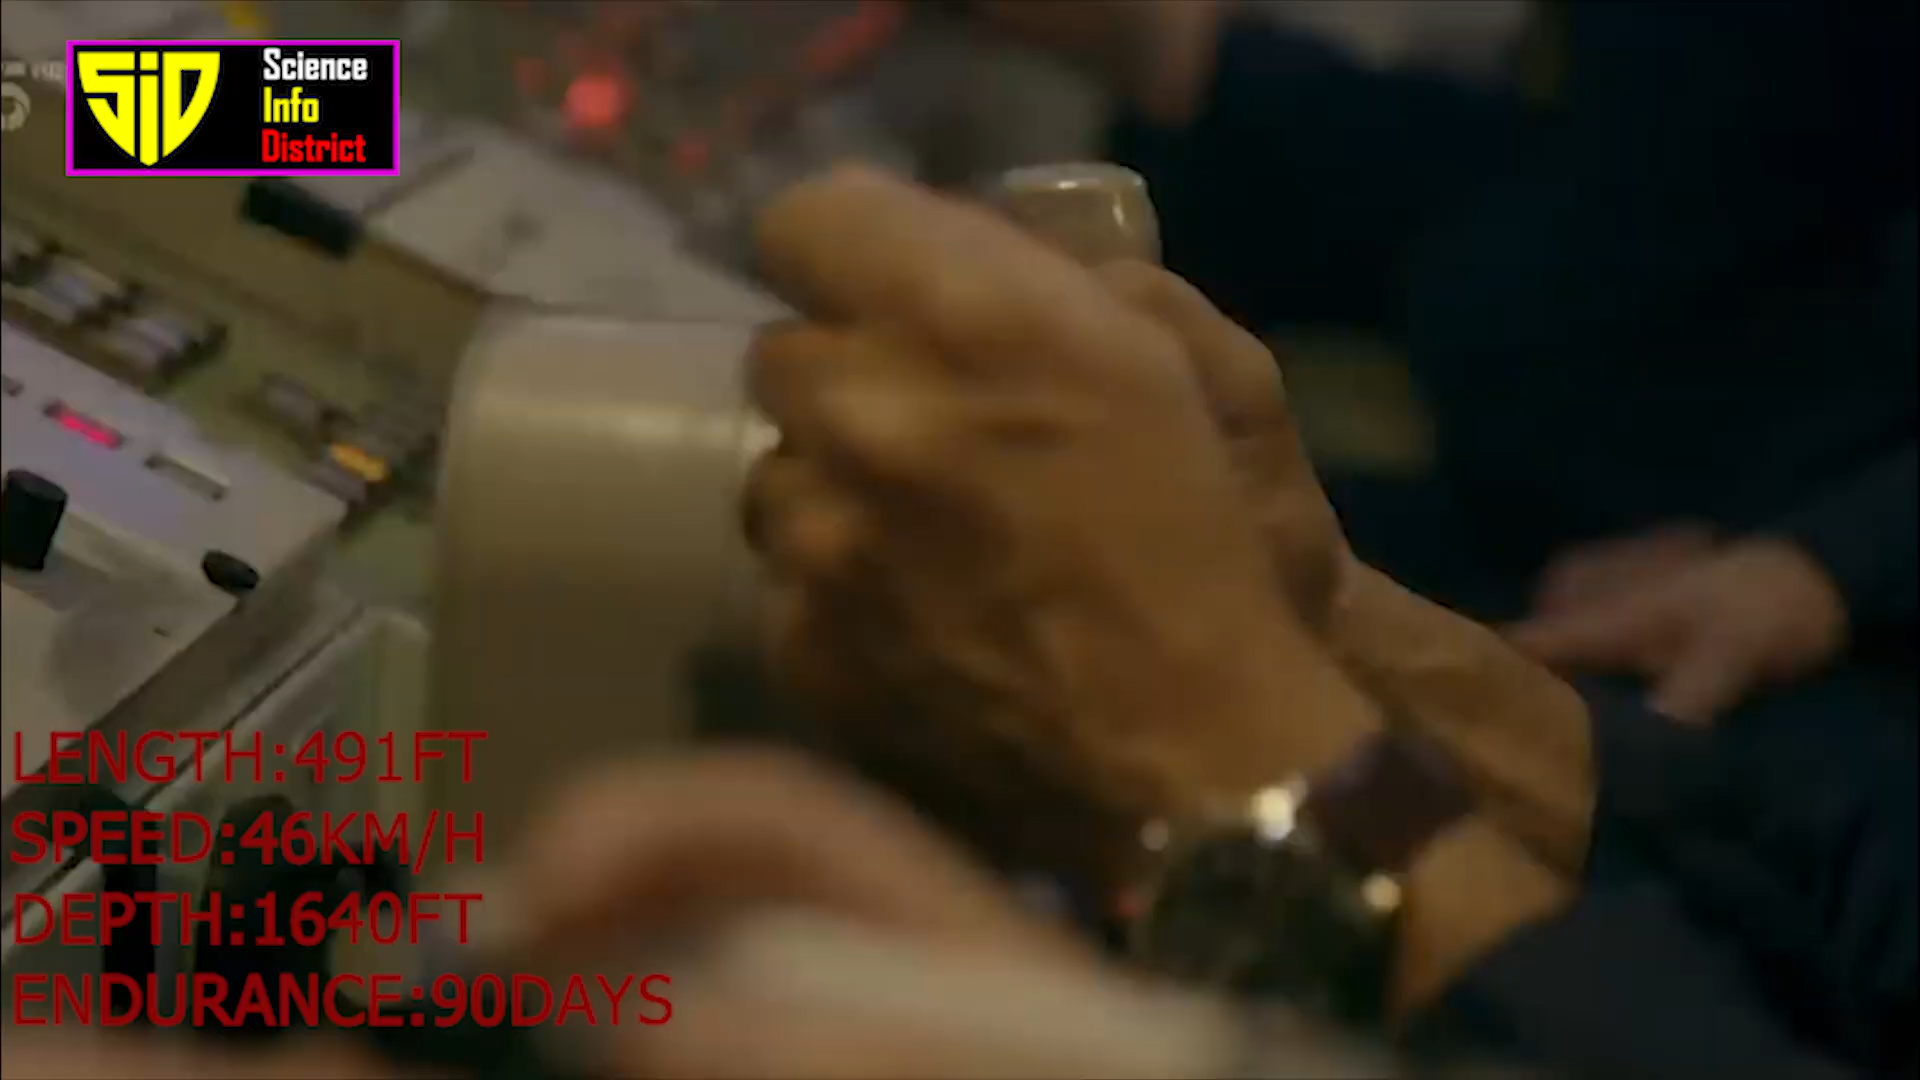 SiD
Science
Info
District
LENGTH:491FT
SPEED:46KM/H
DEPTH:1640FT
ENDURANCE:90DAYS